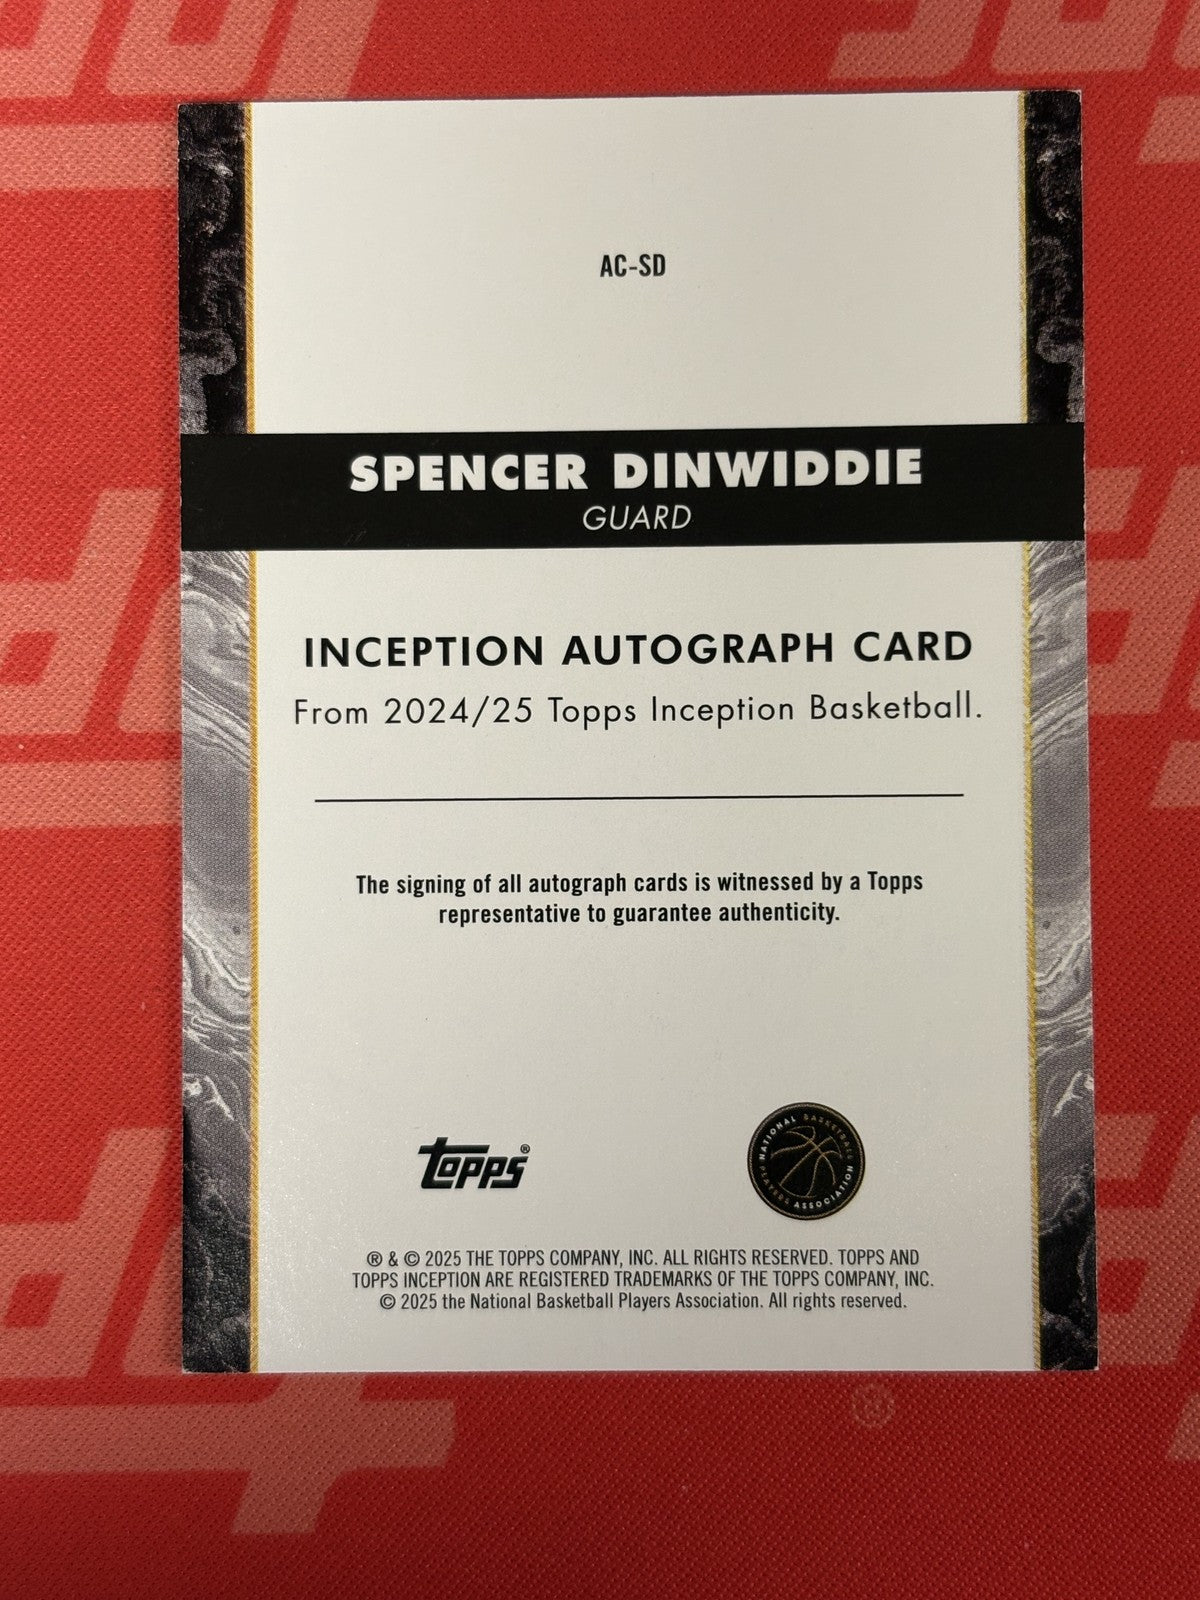 AC-SD
SPENCER DINWIDDIE
GUARD
INCEPTION AUTOGRAPH CARD
From 2024/25 Topps Inception Basketball.
The signing of all autograph cards is witnessed by a Topps
representative to guarantee authenticity.
topps®
NATIONAL BASKETBALL
PLAYERS ASSOCIATION
® & © 2025 THE TOPPS COMPANY, INC. ALL RIGHTS RESERVED. TOPPS AND
TOPPS INCEPTION ARE REGISTERED TRADEMARKS OF THE TOPPS COMPANY, INC.
© 2025 the National Basketball Players Association. All rights reserved.
®